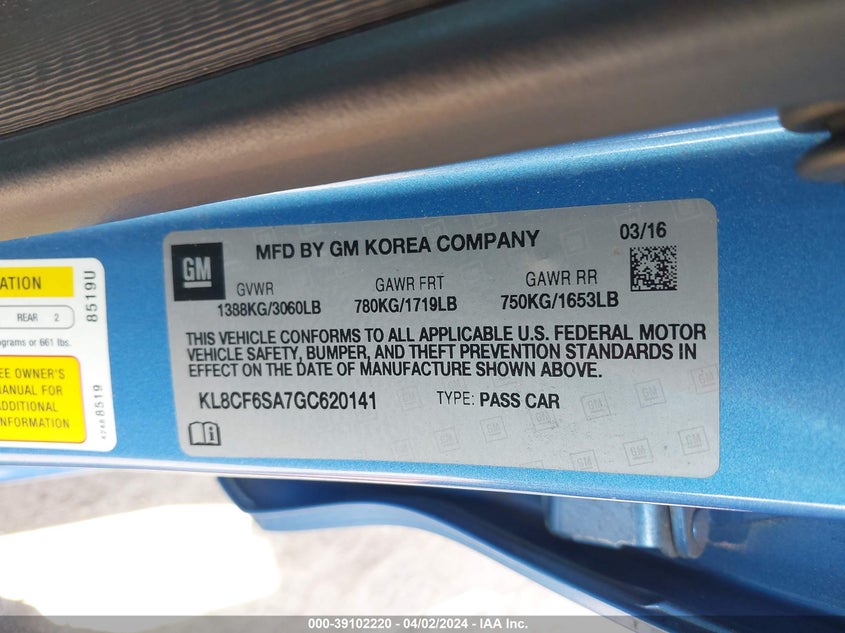 GM
MFD BY GM KOREA COMPANY
03/16
GVWR
GAWR FRT
GAWR RR
1388KG/3060LB
780KG/1719LB
750KG/1653LB
THIS VEHICLE CONFORMS TO ALL APPLICABLE U.S. FEDERAL MOTOR
VEHICLE SAFETY, BUMPER, AND THEFT PREVENTION STANDARDS IN
EFFECT ON THE DATE OF MANUFACTURE SHOWN ABOVE.
KL8CF6SA7GC620141
TYPE: PASS CAR
ATION
REAR 2
ograms or 661 lbs.
EE OWNER'S
MANUAL FOR
ADDITIONAL
INFORMATION
8519U
8519
000-39102220 - 04/02/2024 - IAA Inc.